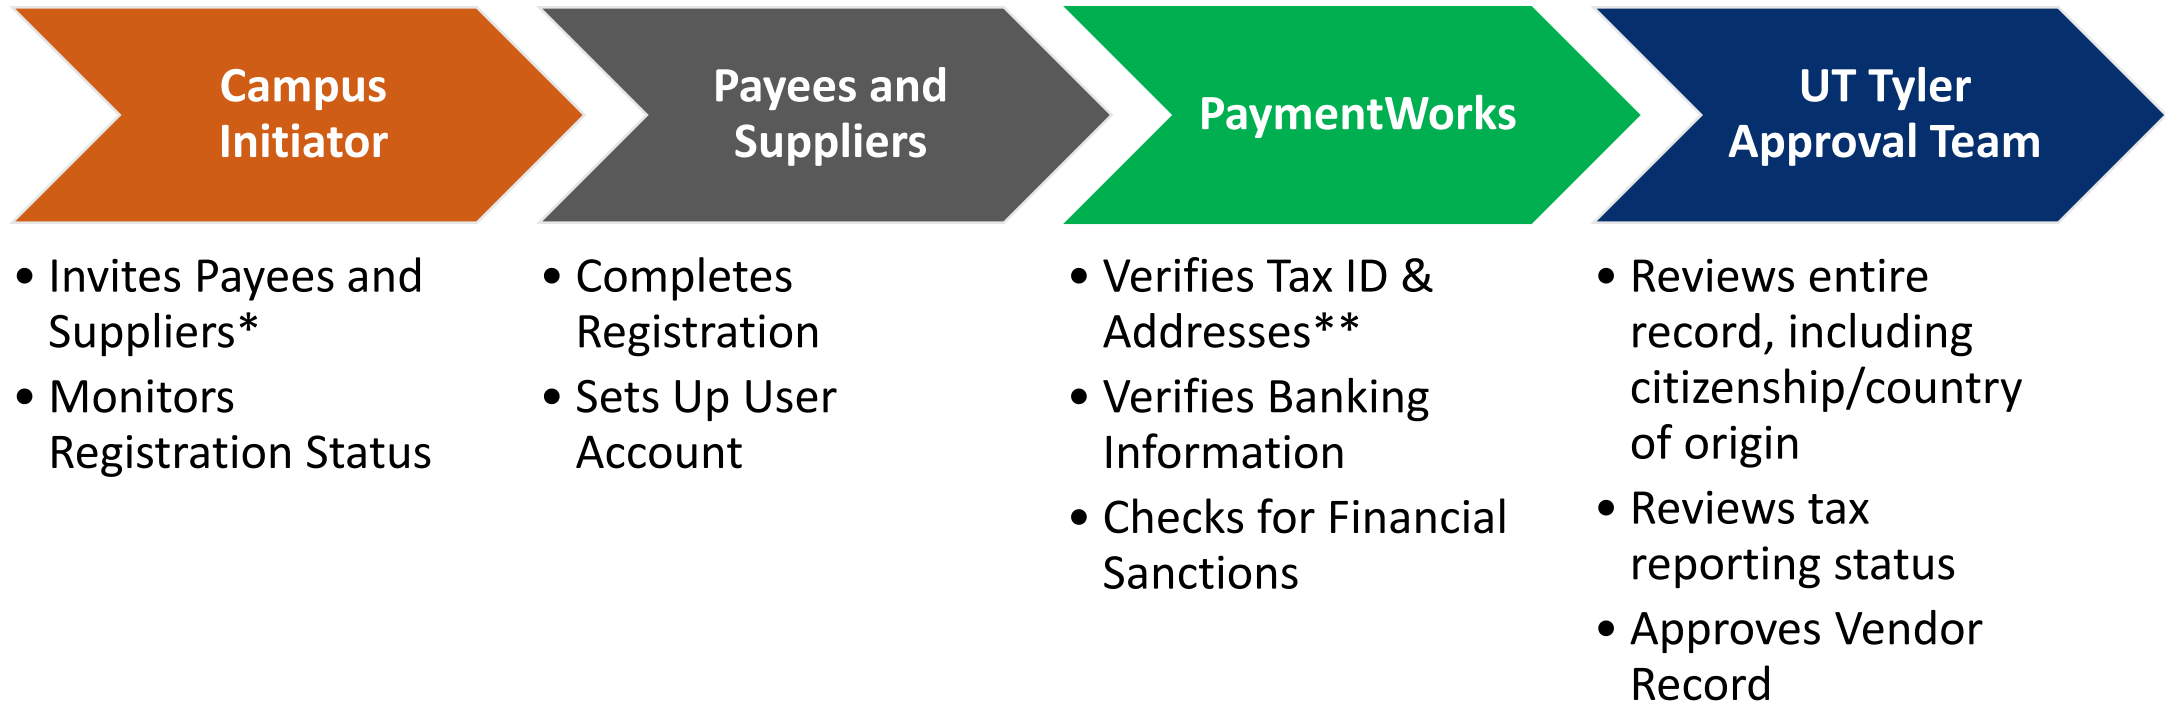 Campus
Initiator
• Invites Payees and
Suppliers*
• Monitors
Registration Status
Payees and
Suppliers
• Completes
Registration
• Sets Up User
Account
PaymentWorks
• Verifies Tax ID &
Addresses**
• Verifies Banking
Information
• Checks for Financial
Sanctions
UT Tyler
Approval Team
• Reviews entire
record, including
citizenship/country
of origin
• Reviews tax
reporting status
• Approves Vendor
Record